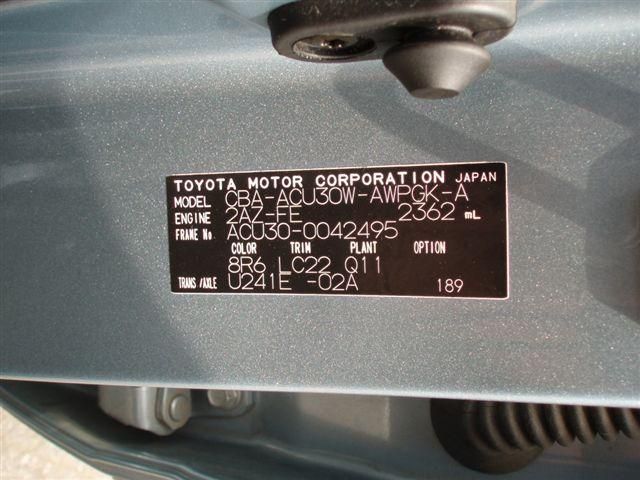 TOYOTA MOTOR CORPORATION JAPAN
MODEL CBA-ACU30W-AWPGK-A
ENGINE 2AZ-FE 2362 mL
FRAME No ACU30-0042495
COLOR TRIM PLANT OPTION
8R6 LC22 Q11
TRANS/AXLE U241E -02A 189